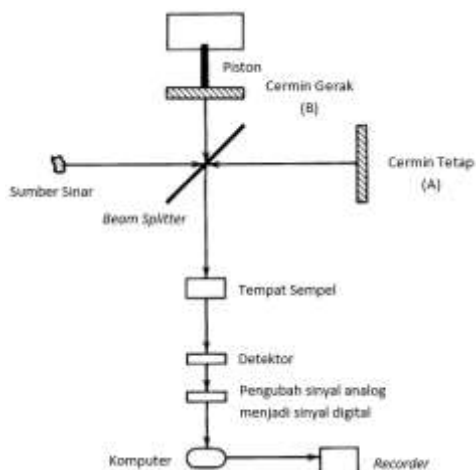 Piston
Cermin Gerak
(B)
Cermin Tetap
(A)
Sumber Sinar
Beam Splitter
Tempat Sempel
Detektor
Pengubah sinyal analog
menjadi sinyal digital
Komputer
Recorder